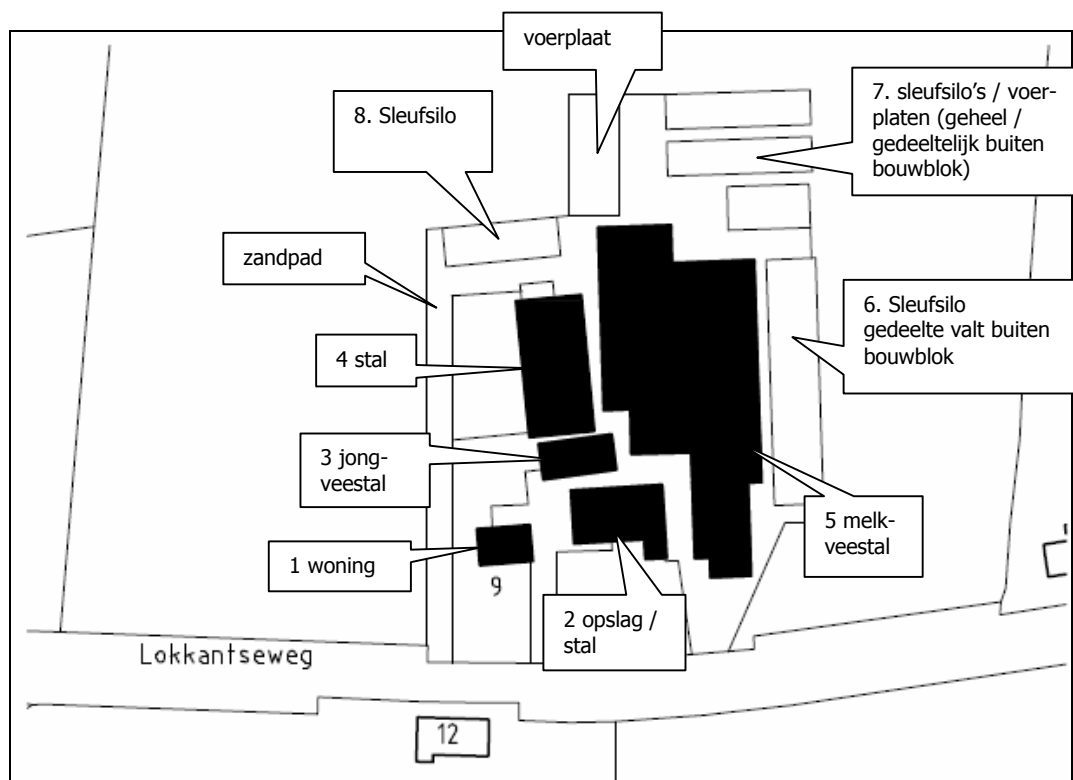 voerplaat
8. Sleufsilo
7. sleufsilo's / voer-
platen (geheel /
gedeeltelijk buiten
bouwblok)
zandpad
6. Sleufsilo
gedeelte valt buiten
bouwblok
4 stal
3 jong-
veestal
5 melk-
veestal
1 woning
9
2 opslag /
stal
Lokkantseweg
12